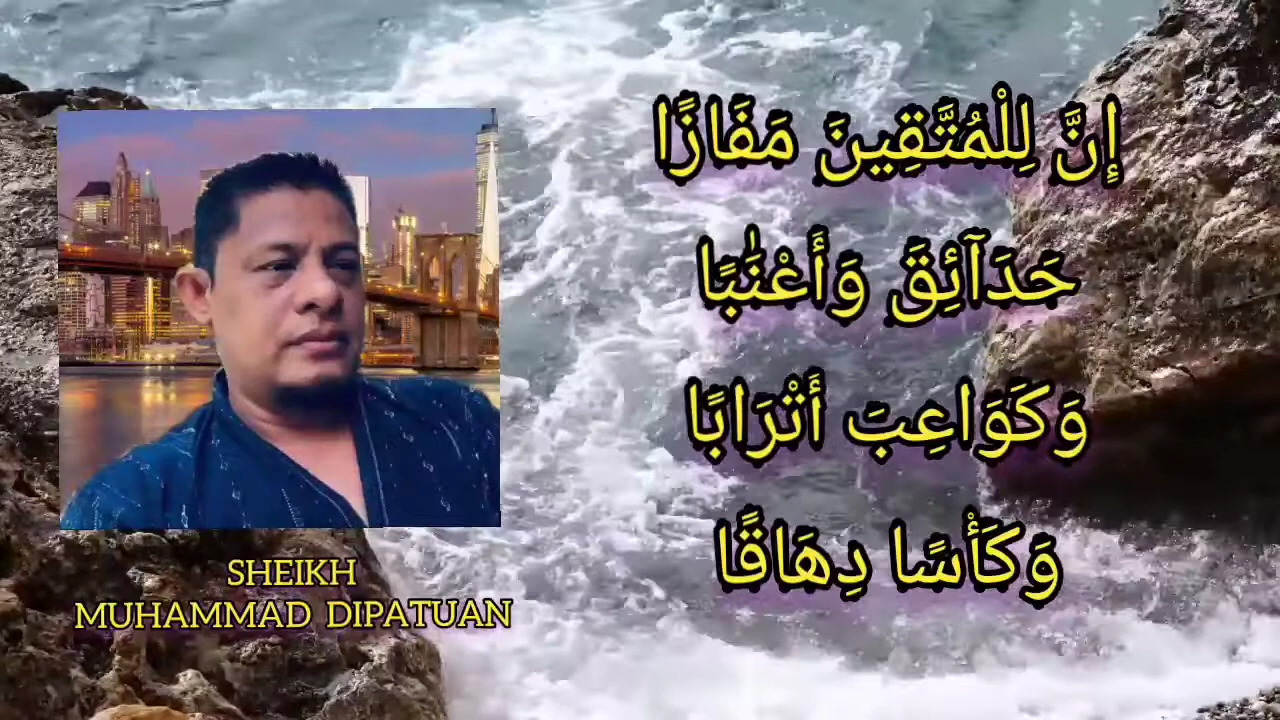 إِنَّ لِلْمُتَّقِينَ مَفَازًا
حَدَآئِقَ وَأَعْنَٰبًا
وَكَوَاعِبَ أَتْرَابًا
وَكَأْسًا دِهَاقًا
SHEIKH
MUHAMMAD DIPATUAN